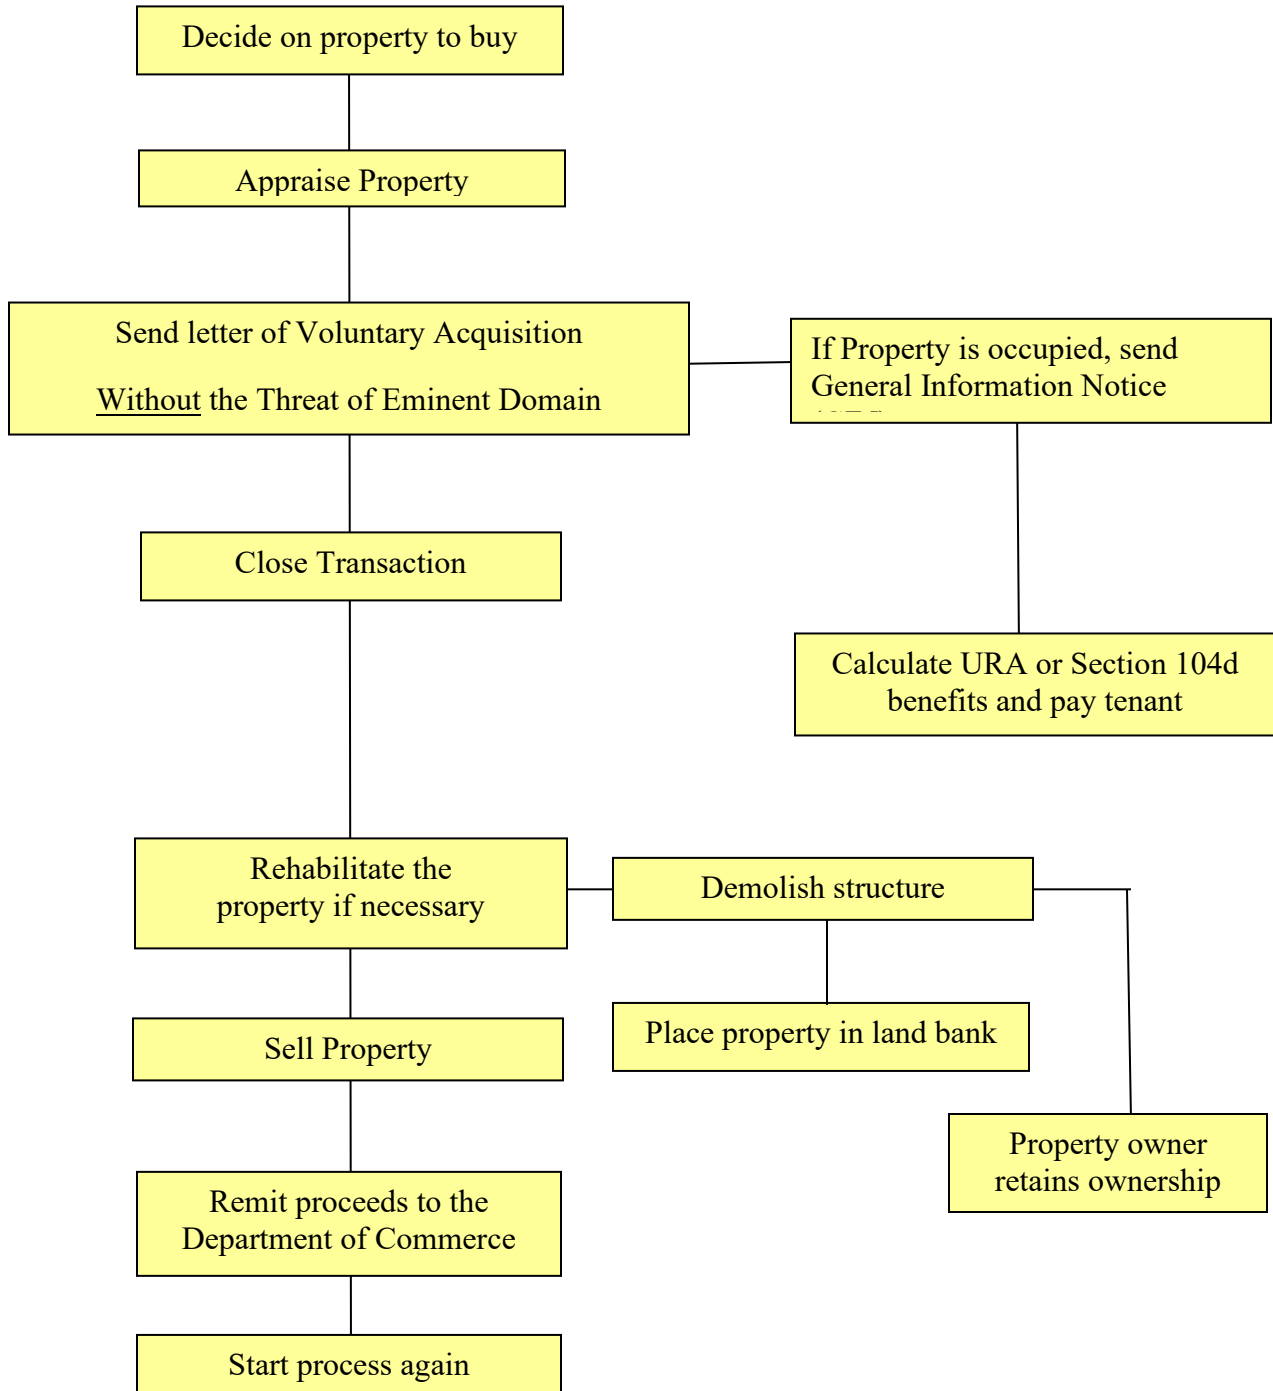 Decide on property to buy
Appraise Property
Send letter of Voluntary Acquisition
Without the Threat of Eminent Domain
If Property is occupied, send
General Information Notice
Close Transaction
Calculate URA or Section 104d
benefits and pay tenant
Rehabilitate the
property if necessary
Demolish structure
Place property in land bank
Sell Property
Property owner
retains ownership
Remit proceeds to the
Department of Commerce
Start process again